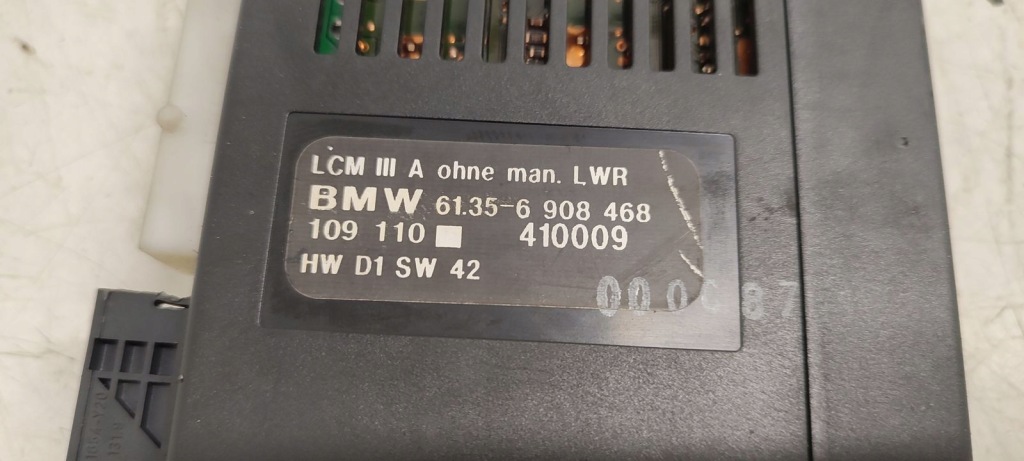 LCM III A ohne man. LWR
BMW 61.35-6 908 468
109 110 410009
HW D1 SW 42